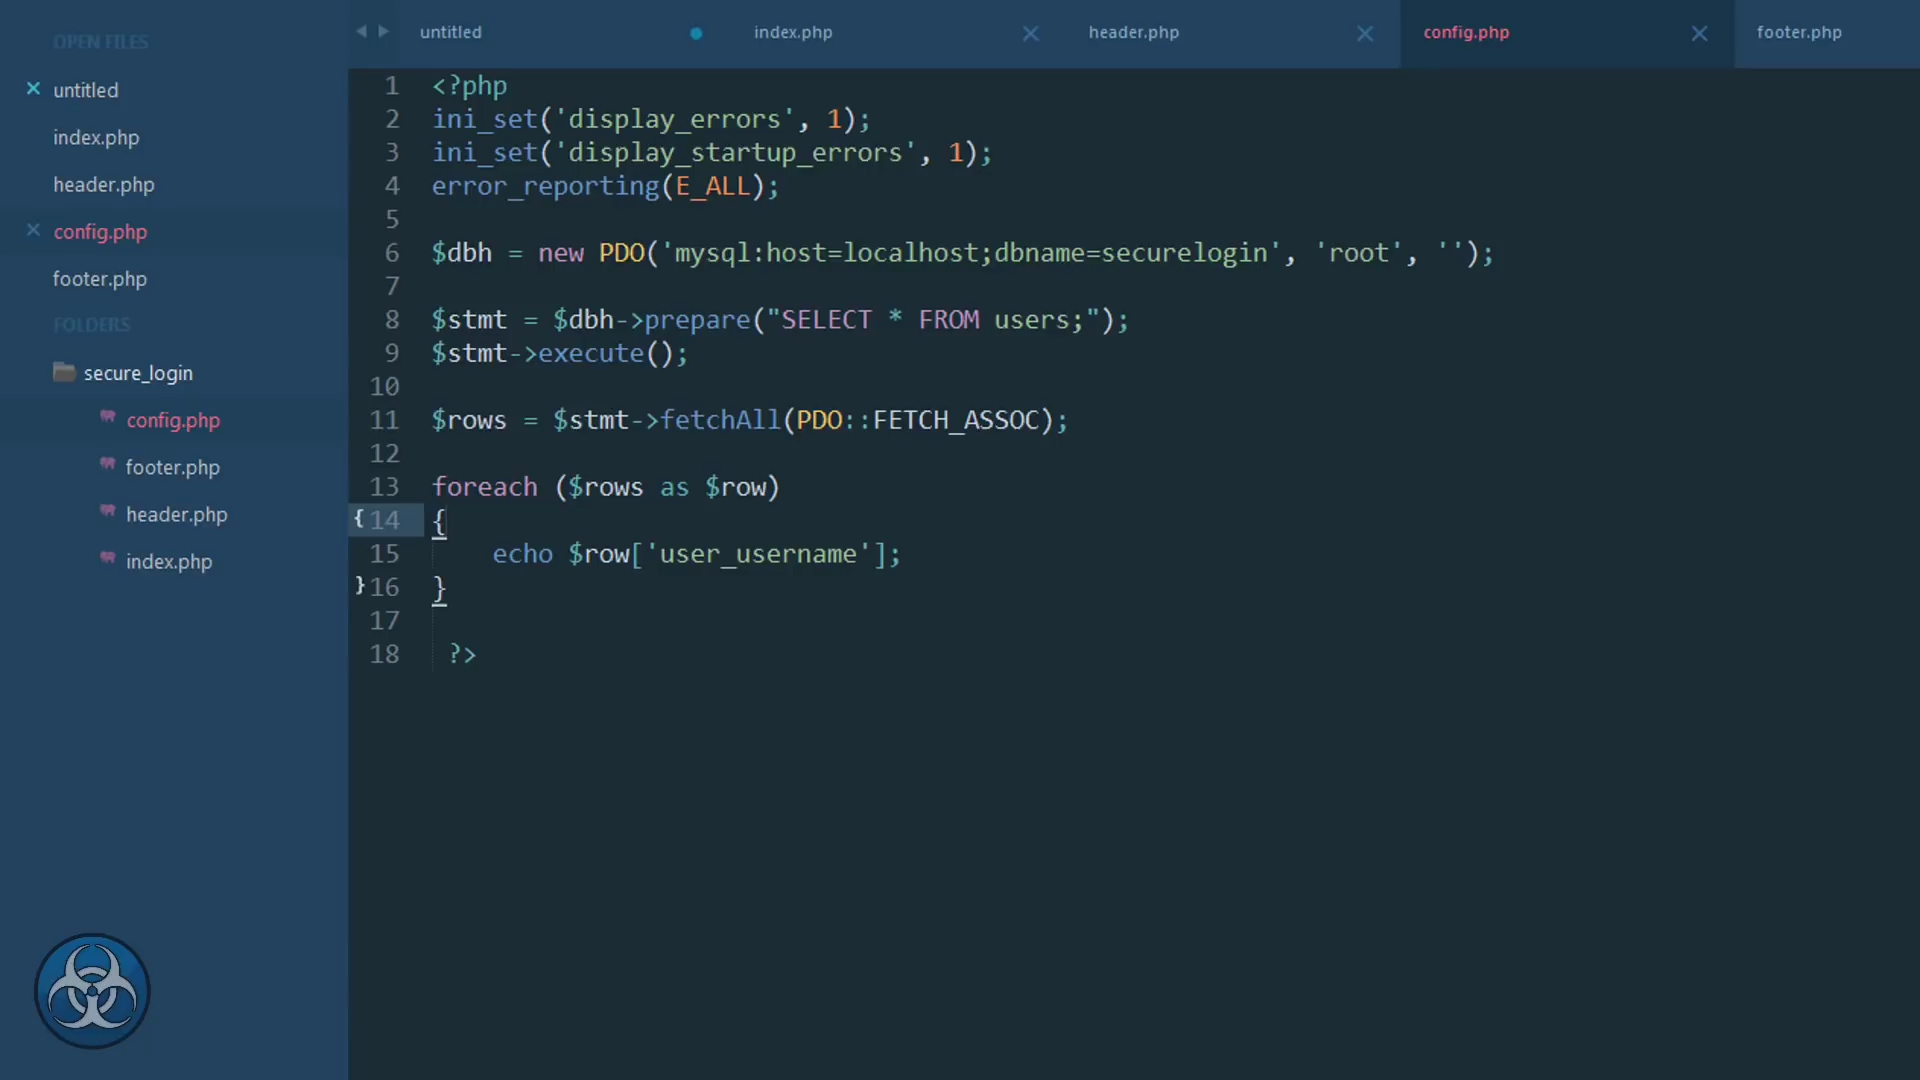 OPEN FILES
untitled
index.php
header.php
config.php
footer.php
FOLDERS
secure_login
config.php
footer.php
header.php
index.php
untitled
index.php
header.php
config.php
footer.php
1 <?php
2 ini_set('display_errors', 1);
3 ini_set('display_startup_errors', 1);
4 error_reporting(E_ALL);
5
6 $dbh = new PDO('mysql:host=localhost;dbname=securelogin', 'root', '');
7
8 $stmt = $dbh->prepare("SELECT * FROM users;");
9 $stmt->execute();
10
11 $rows = $stmt->fetchAll(PDO::FETCH_ASSOC);
12
13 foreach ($rows as $row)
{14 {
15     echo $row['user_username'];
}16 }
17
18  ?>